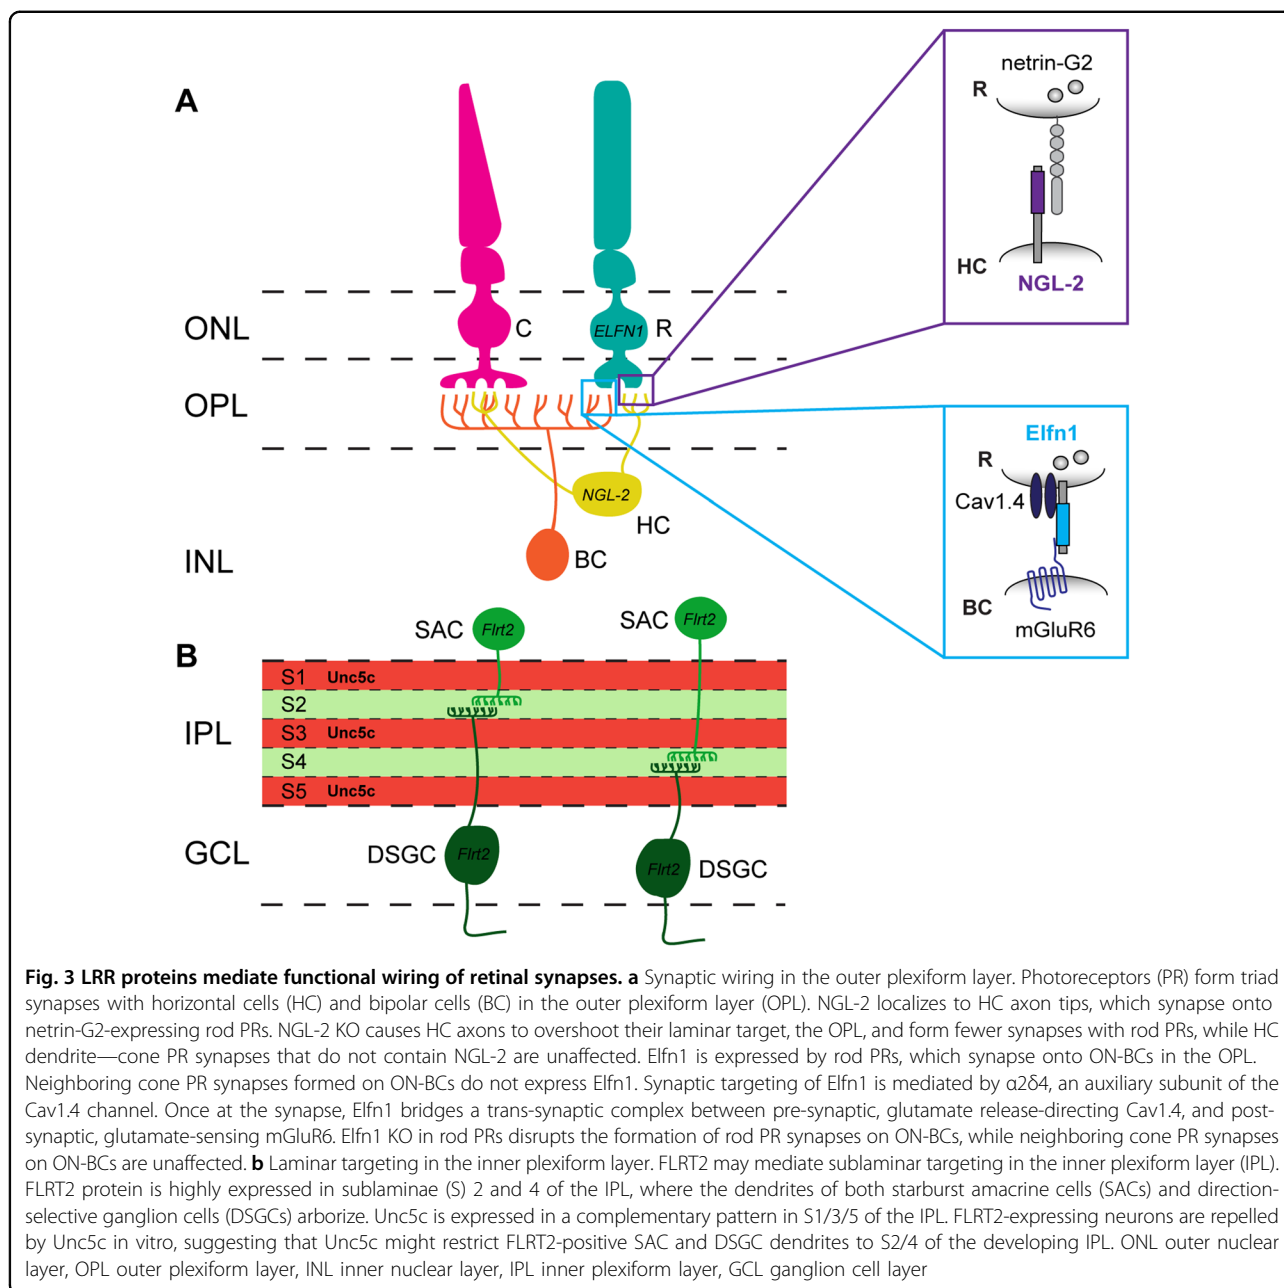 A
netrin-G2
R
HC
NGL-2
ONL
C
ELFN1
R
OPL
Elfn1
R
Cav1.4
BC
mGluR6
NGL-2
HC
INL
BC
SAC
Flrt2
SAC
Flrt2
B
S1 Unc5c
S2
IPL
S3 Unc5c
S4
S5 Unc5c
GCL
DSGC
Flrt2
Flrt2
DSGC
Fig. 3 LRR proteins mediate functional wiring of retinal synapses. a Synaptic wiring in the outer plexiform layer. Photoreceptors (PR) form triad
synapses with horizontal cells (HC) and bipolar cells (BC) in the outer plexiform layer (OPL). NGL-2 localizes to HC axon tips, which synapse onto
netrin-G2-expressing rod PRs. NGL-2 KO causes HC axons to overshoot their laminar target, the OPL, and form fewer synapses with rod PRs, while HC
dendrite—cone PR synapses that do not contain NGL-2 are unaffected. Elfn1 is expressed by rod PRs, which synapse onto ON-BCs in the OPL.
Neighboring cone PR synapses formed on ON-BCs do not express Elfn1. Synaptic targeting of Elfn1 is mediated by α2δ4, an auxiliary subunit of the
Cav1.4 channel. Once at the synapse, Elfn1 bridges a trans-synaptic complex between pre-synaptic, glutamate release-directing Cav1.4, and post-
synaptic, glutamate-sensing mGluR6. Elfn1 KO in rod PRs disrupts the formation of rod PR synapses on ON-BCs, while neighboring cone PR synapses
on ON-BCs are unaffected. b Laminar targeting in the inner plexiform layer. FLRT2 may mediate sublaminar targeting in the inner plexiform layer (IPL).
FLRT2 protein is highly expressed in sublaminae (S) 2 and 4 of the IPL, where the dendrites of both starburst amacrine cells (SACs) and direction-
selective ganglion cells (DSGCs) arborize. Unc5c is expressed in a complementary pattern in S1/3/5 of the IPL. FLRT2-expressing neurons are repelled
by Unc5c in vitro, suggesting that Unc5c might restrict FLRT2-positive SAC and DSGC dendrites to S2/4 of the developing IPL. ONL outer nuclear
layer, OPL outer plexiform layer, INL inner nuclear layer, IPL inner plexiform layer, GCL ganglion cell layer